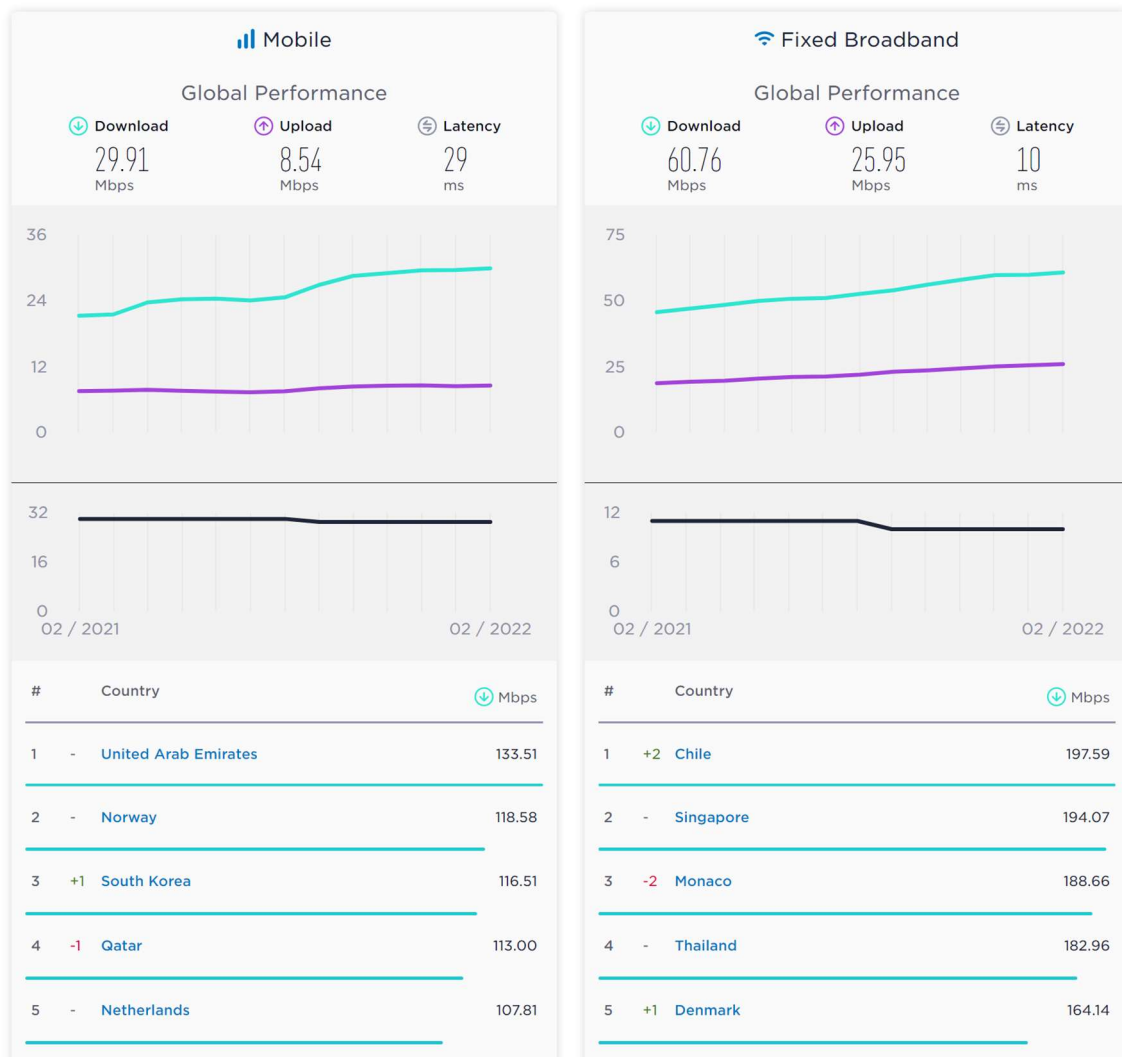 Mobile
Global Performance
Download Upload Latency
29.91 8.54 29
Mbps Mbps ms
36
24
12
0
32
16
0
02 / 2021 02 / 2022
# Country Mbps
1 - United Arab Emirates 133.51
2 - Norway 118.58
3 +1 South Korea 116.51
4 -1 Qatar 113.00
5 - Netherlands 107.81
Fixed Broadband
Global Performance
Download Upload Latency
60.76 25.95 10
Mbps Mbps ms
75
50
25
0
12
6
0
02 / 2021 02 / 2022
# Country Mbps
1 +2 Chile 197.59
2 - Singapore 194.07
3 -2 Monaco 188.66
4 - Thailand 182.96
5 +1 Denmark 164.14